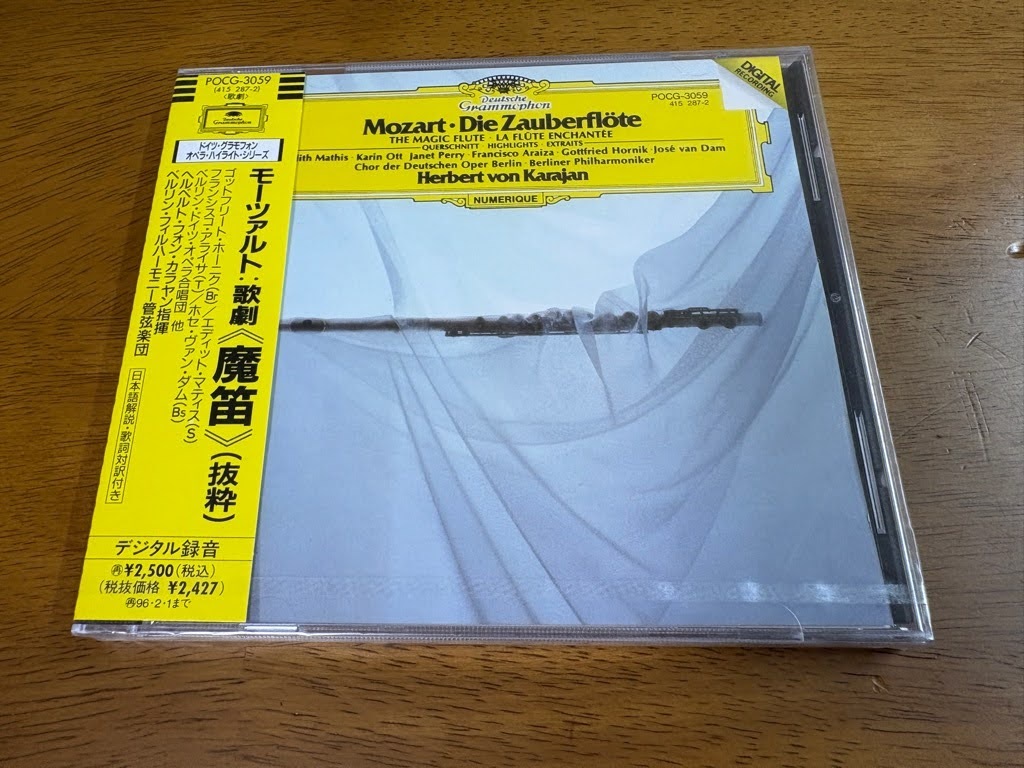 POCG-3059
(415 287-2)
〈歌劇〉
ドイツ・グラモフォン
オペラ・ハイライト・シリーズ
モーツァルト:歌劇《魔笛》(抜粋)
ゴットフリート・ホーニク(Br)/エディット・マティス(S)
フランシスコ・アライサ(T)/ホセ・ヴァン・ダム(Bs)
ベルリン・ドイツ・オペラ合唱団 他
ヘルベルト・フォン・カラヤン指揮
ベルリン・フィルハーモニー管弦楽団
日本語解説・歌詞対訳付き
デジタル録音
㋐¥2,500(税込)
(税抜価格 ¥2,427)
㋐96・2・1まで
Deutsche
Grammophon
POCG-3059
415 287-2
DIGITAL
RECORDING
Mozart · Die Zauberflöte
THE MAGIC FLUTE · LA FLÛTE ENCHANTÉE
QUERSCHNITT · HIGHLIGHTS · EXTRAITS
ith Mathis · Karin Ott · Janet Perry · Francisco Araiza · Gottfried Hornik · José van Dam
Chor der Deutschen Oper Berlin · Berliner Philharmoniker
Herbert von Karajan
NUMERIQUE